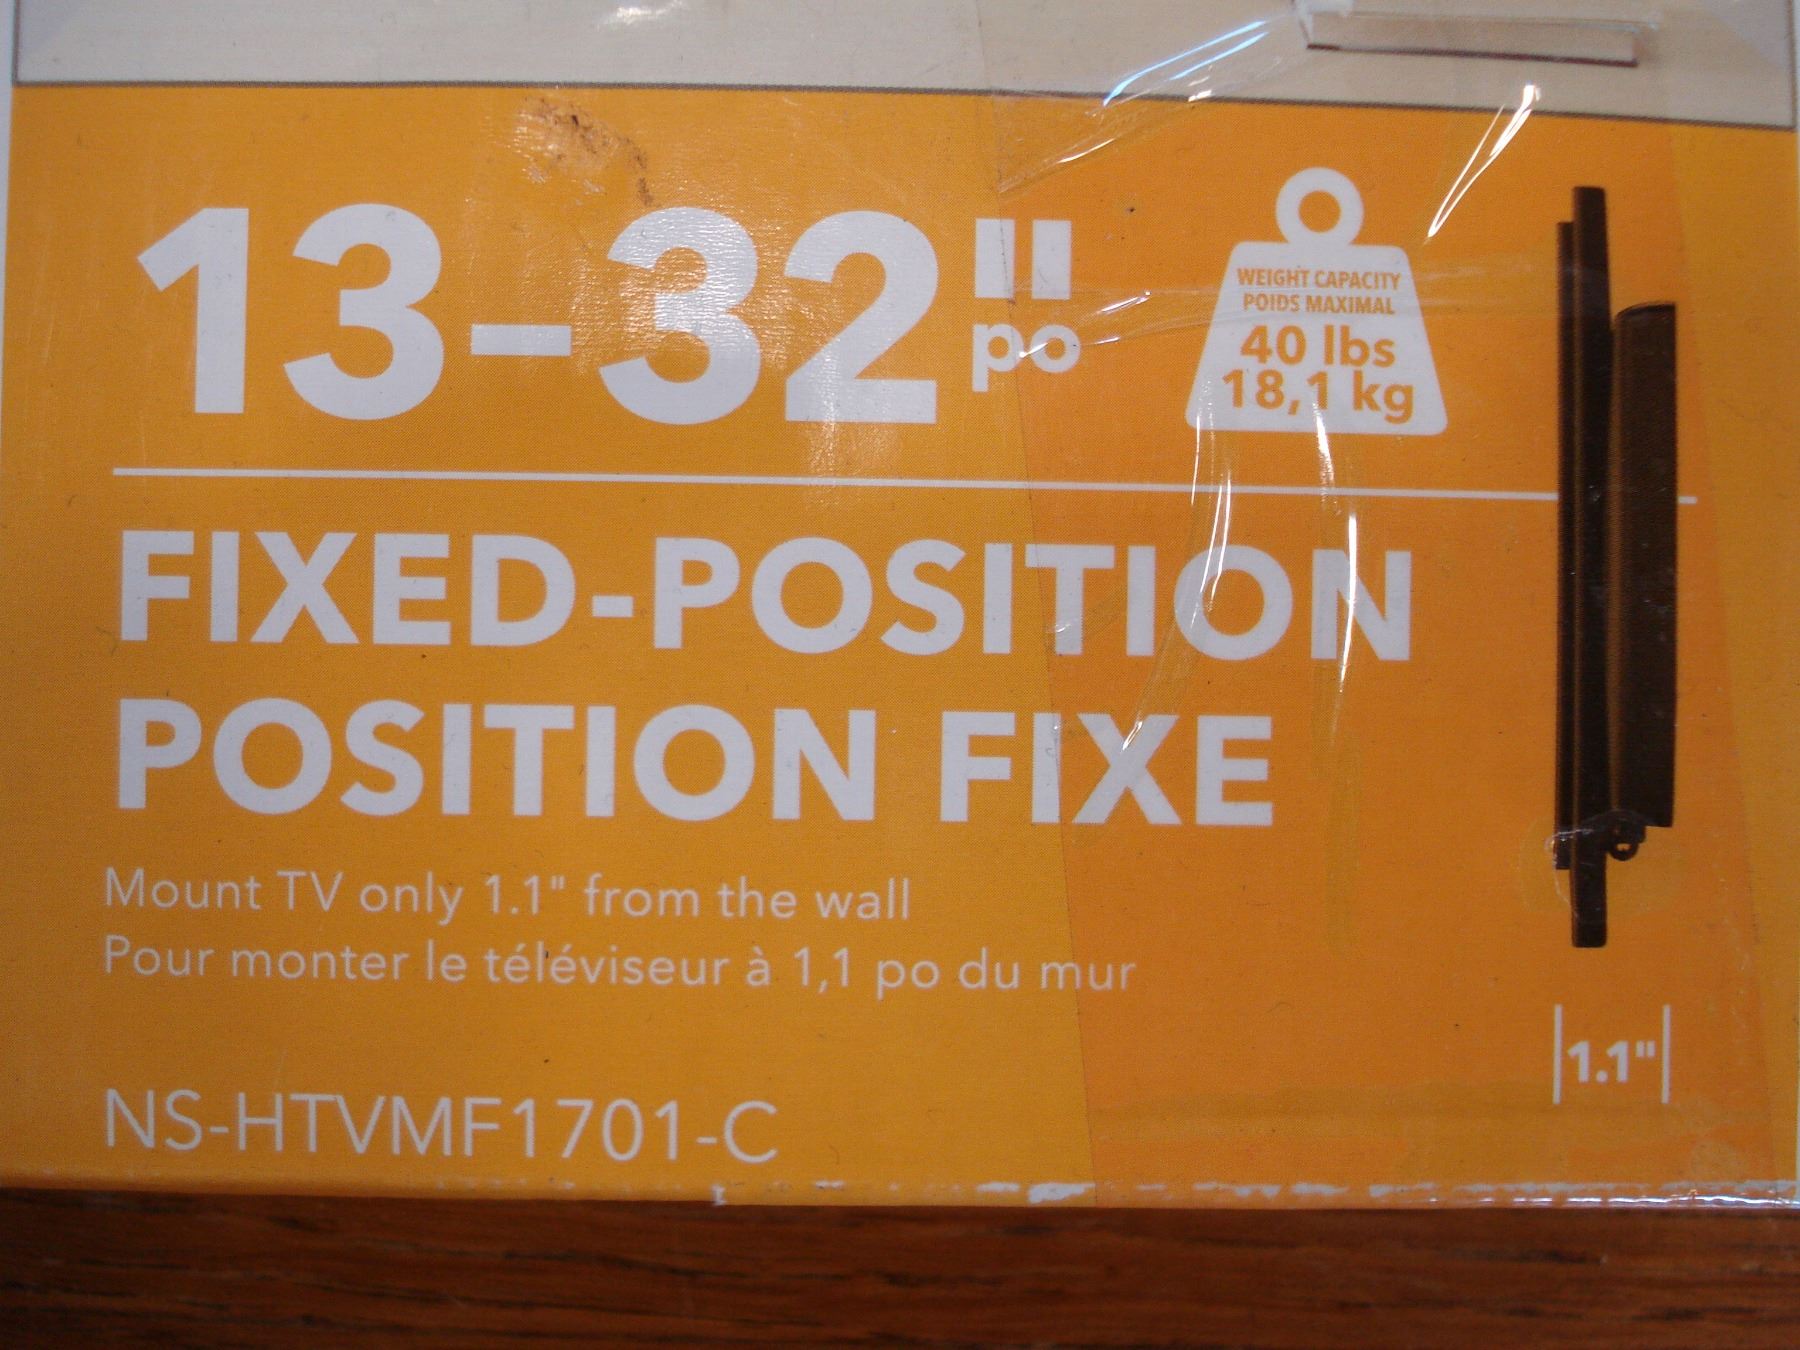 13-32"
po
WEIGHT CAPACITY
POIDS MAXIMAL
40 lbs
18,1 kg
FIXED-POSITION
POSITION FIXE
Mount TV only 1.1" from the wall
Pour monter le téléviseur à 1,1 po du mur
1.1"
NS-HTVMF1701-C